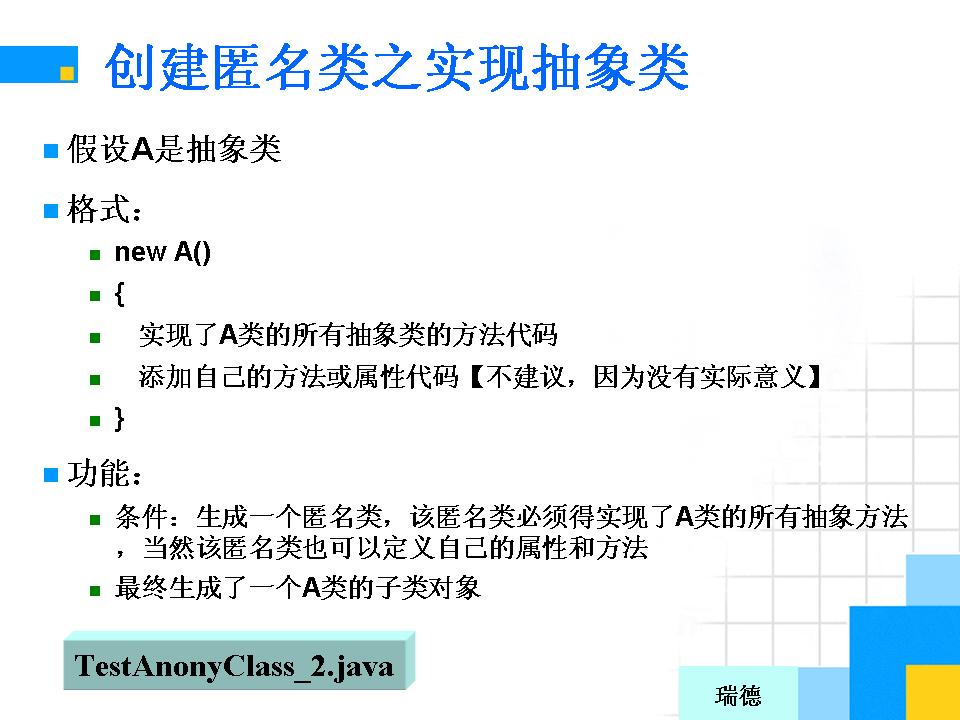 创建匿名类之实现抽象类
假设A是抽象类
格式：
new A()
{
实现了A类的所有抽象类的方法代码
添加自己的方法或属性代码【不建议，因为没有实际意义】
}
功能：
条件：生成一个匿名类，该匿名类必须得实现了A类的所有抽象方法
，当然该匿名类也可以定义自己的属性和方法
最终生成了一个A类的子类对象
TestAnonyClass_2.java
瑞德